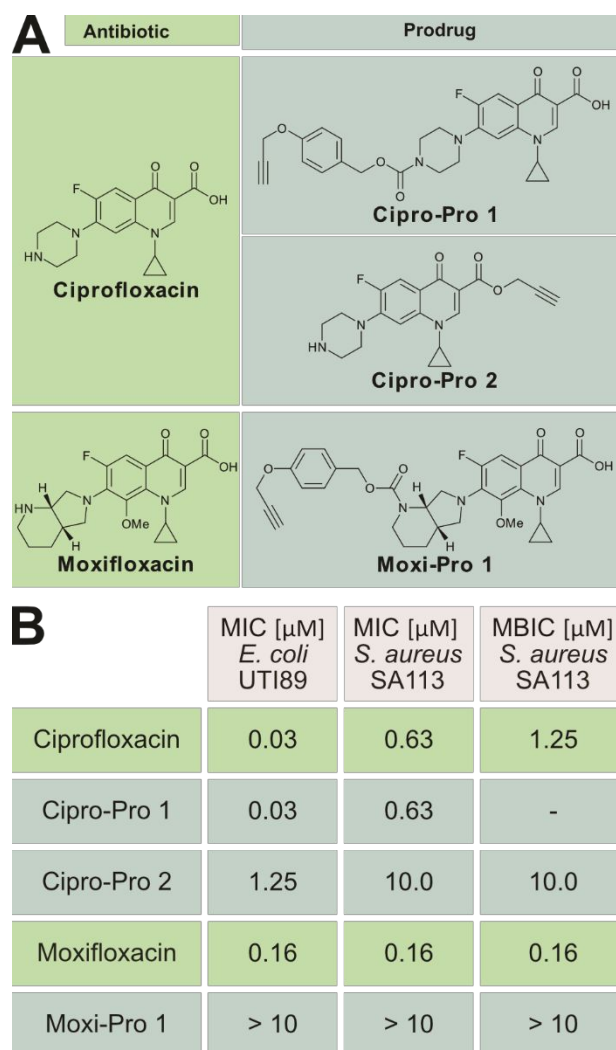 A
Antibiotic
Prodrug
F
O
O
OH
N
N
HN
Ciprofloxacin
O
O
O
N
N
F
O
O
OH
N
Cipro-Pro 1
F
O
O
O
N
N
HN
Cipro-Pro 2
F
O
O
OH
H
HN
N
N
OMe
H
Moxifloxacin
O
O
O
N
H
H
N
F
O
O
OH
N
OMe
Moxi-Pro 1
B
MIC [μM]
E. coli
UTI89
MIC [μM]
S. aureus
SA113
MBIC [μM]
S. aureus
SA113
Ciprofloxacin 0.03 0.63 1.25
Cipro-Pro 1 0.03 0.63 -
Cipro-Pro 2 1.25 10.0 10.0
Moxifloxacin 0.16 0.16 0.16
Moxi-Pro 1 > 10 > 10 > 10